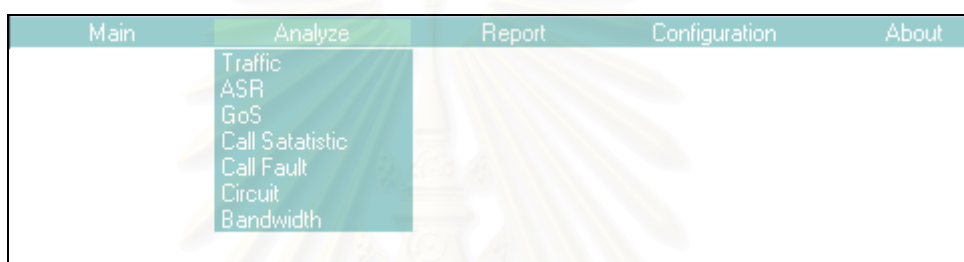 Main Analyze Report Configuration About
Traffic
ASR
GoS
Call Satatistic
Call Fault
Circuit
Bandwidth